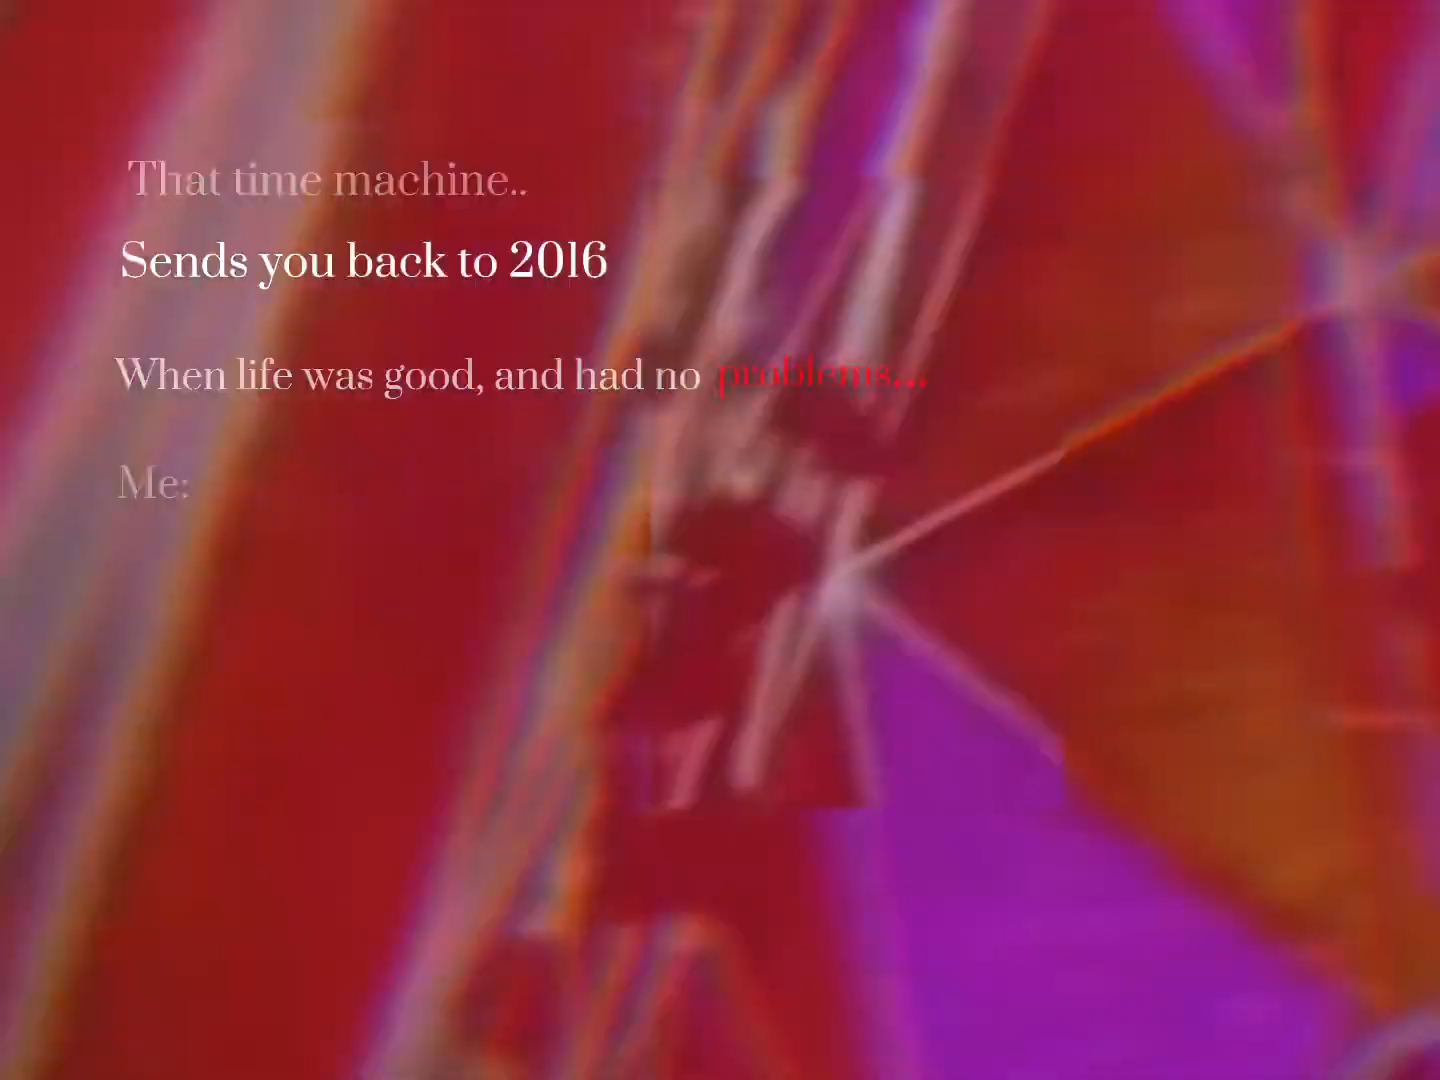 That time machine..
Sends you back to 2016
When life was good, and had no problems...
Me: